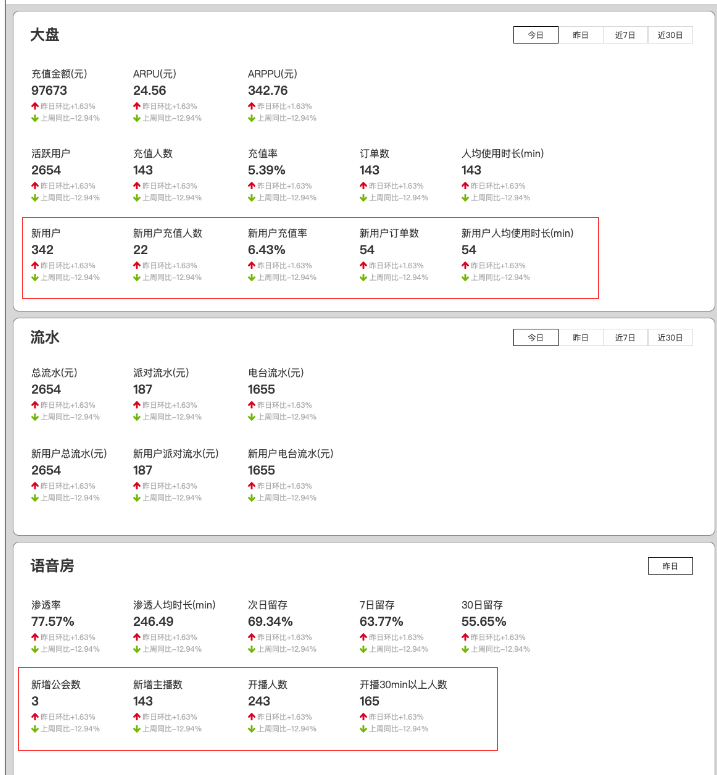 大盘
今日 昨日 近7日 近30日
充值金额(元) ARPU(元) ARPPU(元)
97673 24.56 342.76
昨日环比+1.63% 昨日环比+1.63% 昨日环比+1.63%
上周同比-12.94% 上周同比-12.94% 上周同比-12.94%
活跃用户 充值人数 充值率 订单数 人均使用时长(min)
2654 143 5.39% 143 143
昨日环比+1.63% 昨日环比+1.63% 昨日环比+1.63% 昨日环比+1.63% 昨日环比+1.63%
上周同比-12.94% 上周同比-12.94% 上周同比-12.94% 上周同比-12.94% 上周同比-12.94%
新用户 新用户充值人数 新用户充值率 新用户订单数 新用户人均使用时长(min)
342 22 6.43% 54 54
昨日环比+1.63% 昨日环比+1.63% 昨日环比+1.63% 昨日环比+1.63% 昨日环比+1.63%
上周同比-12.94% 上周同比-12.94% 上周同比-12.94% 上周同比-12.94% 上周同比-12.94%
流水
今日 昨日 近7日 近30日
总流水(元) 派对流水(元) 电台流水(元)
2654 187 1655
昨日环比+1.63% 昨日环比+1.63% 昨日环比+1.63%
上周同比-12.94% 上周同比-12.94% 上周同比-12.94%
新用户总流水(元) 新用户派对流水(元) 新用户电台流水(元)
2654 187 1655
昨日环比+1.63% 昨日环比+1.63% 昨日环比+1.63%
上周同比-12.94% 上周同比-12.94% 上周同比-12.94%
语音房
昨日
渗透率 渗透人均时长(min) 次日留存 7日留存 30日留存
77.57% 246.49 69.34% 63.77% 55.65%
昨日环比+1.63% 昨日环比+1.63% 昨日环比+1.63% 昨日环比+1.63% 昨日环比+1.63%
上周同比-12.94% 上周同比-12.94% 上周同比-12.94% 上周同比-12.94% 上周同比-12.94%
新增公会数 新增主播数 开播人数 开播30min以上人数
3 143 243 165
昨日环比+1.63% 昨日环比+1.63% 昨日环比+1.63% 昨日环比+1.63%
上周同比-12.94% 上周同比-12.94% 上周同比-12.94% 上周同比-12.94%